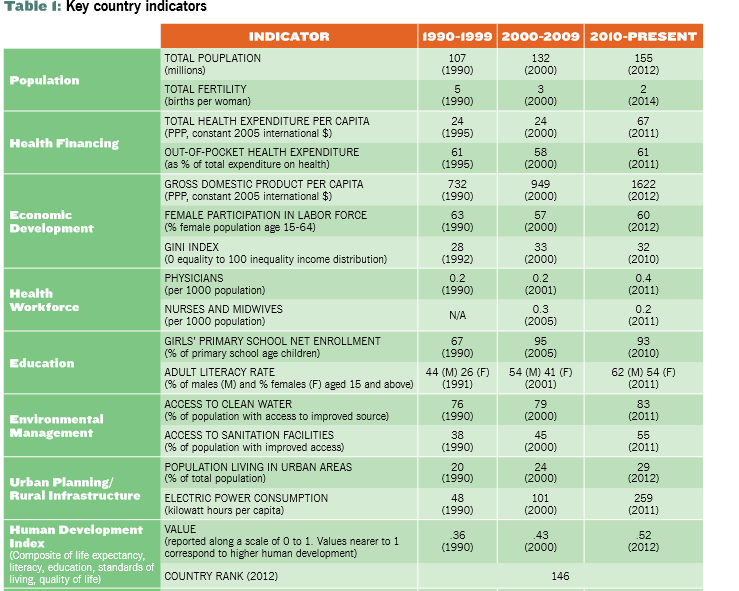 Table 1: Key country indicators
INDICATOR 1990-1999 2000-2009 2010-PRESENT
Population
TOTAL POUPLATION 107 132 155
(millions) (1990) (2000) (2012)
TOTAL FERTILITY 5 3 2
(births per woman) (1990) (2000) (2014)
Health Financing
TOTAL HEALTH EXPENDITURE PER CAPITA 24 24 67
(PPP, constant 2005 international $) (1995) (2000) (2011)
OUT-OF-POCKET HEALTH EXPENDITURE 61 58 61
(as % of total expenditure on health) (1995) (2000) (2011)
Economic
Development
GROSS DOMESTIC PRODUCT PER CAPITA 732 949 1622
(PPP, constant 2005 international $) (1990) (2000) (2012)
FEMALE PARTICIPATION IN LABOR FORCE 63 57 60
(% female population age 15-64) (1990) (2000) (2012)
GINI INDEX 28 33 32
(0 equality to 100 inequality income distribution) (1992) (2000) (2010)
Health
Workforce
PHYSICIANS 0.2 0.2 0.4
(per 1000 population) (1990) (2001) (2011)
NURSES AND MIDWIVES N/A 0.3 0.2
(per 1000 population) (2005) (2011)
Education
GIRLS' PRIMARY SCHOOL NET ENROLLMENT 67 95 93
(% of primary school age children) (1990) (2005) (2010)
ADULT LITERACY RATE 44 (M) 26 (F) 54 (M) 41 (F) 62 (M) 54 (F)
(% of males (M) and % females (F) aged 15 and above) (1991) (2001) (2011)
Environmental
Management
ACCESS TO CLEAN WATER 76 79 83
(% of population with access to improved source) (1990) (2000) (2011)
ACCESS TO SANITATION FACILITIES 38 45 55
(% of population with improved access) (1990) (2000) (2011)
Urban Planning/
Rural Infrastructure
POPULATION LIVING IN URBAN AREAS 20 24 29
(% of total population) (1990) (2000) (2012)
ELECTRIC POWER CONSUMPTION 48 101 259
(kilowatt hours per capita) (1990) (2000) (2011)
Human Development
Index
(Composite of life expectancy,
literacy, education, standards of
living, quality of life)
VALUE .36 .43 .52
(reported along a scale of 0 to 1. Values nearer to 1 (1990) (2000) (2012)
correspond to higher human development)
COUNTRY RANK (2012) 146